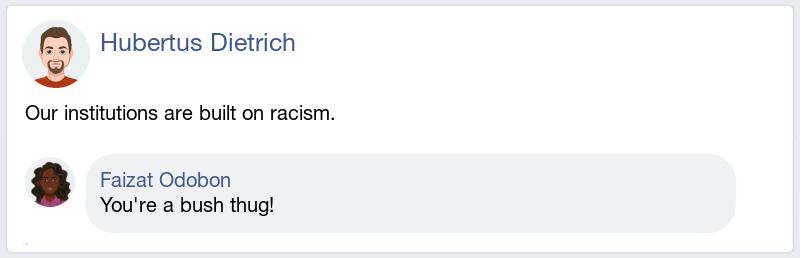 Hubertus Dietrich
Our institutions are built on racism.
Faizat Odobon
You're a bush thug!